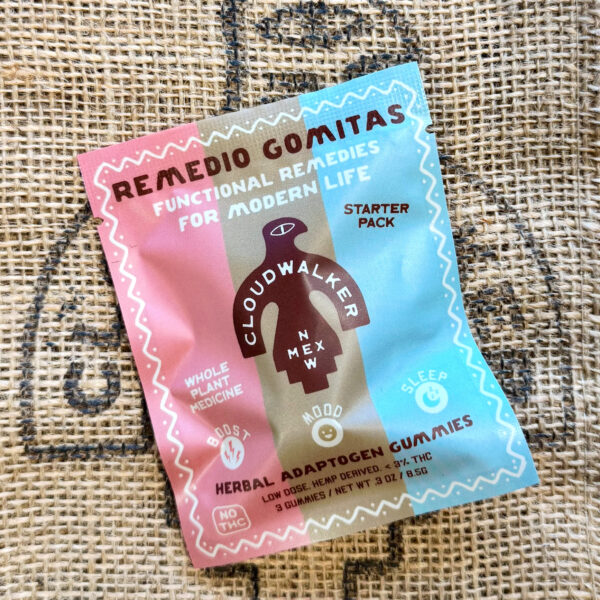 REMEDIO GOMITAS
FUNCTIONAL REMEDIES
FOR MODERN LIFE
STARTER
PACK
CLOUDWALKER
NEW
MEX
WHOLE
PLANT
MEDICINE
BOOST
MOOD
SLEEP
HERBAL ADAPTOGEN GUMMIES
LOW DOSE. HEMP DERIVED. <.3% THC
3 GUMMIES / NET WT .3 OZ / 8.5G
NO
THC